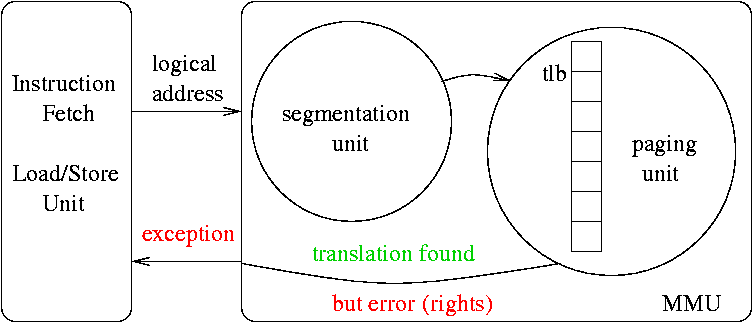 Instruction
Fetch
Load/Store
Unit
logical
address
segmentation
unit
tlb
paging
unit
exception
translation found
but error (rights)
MMU